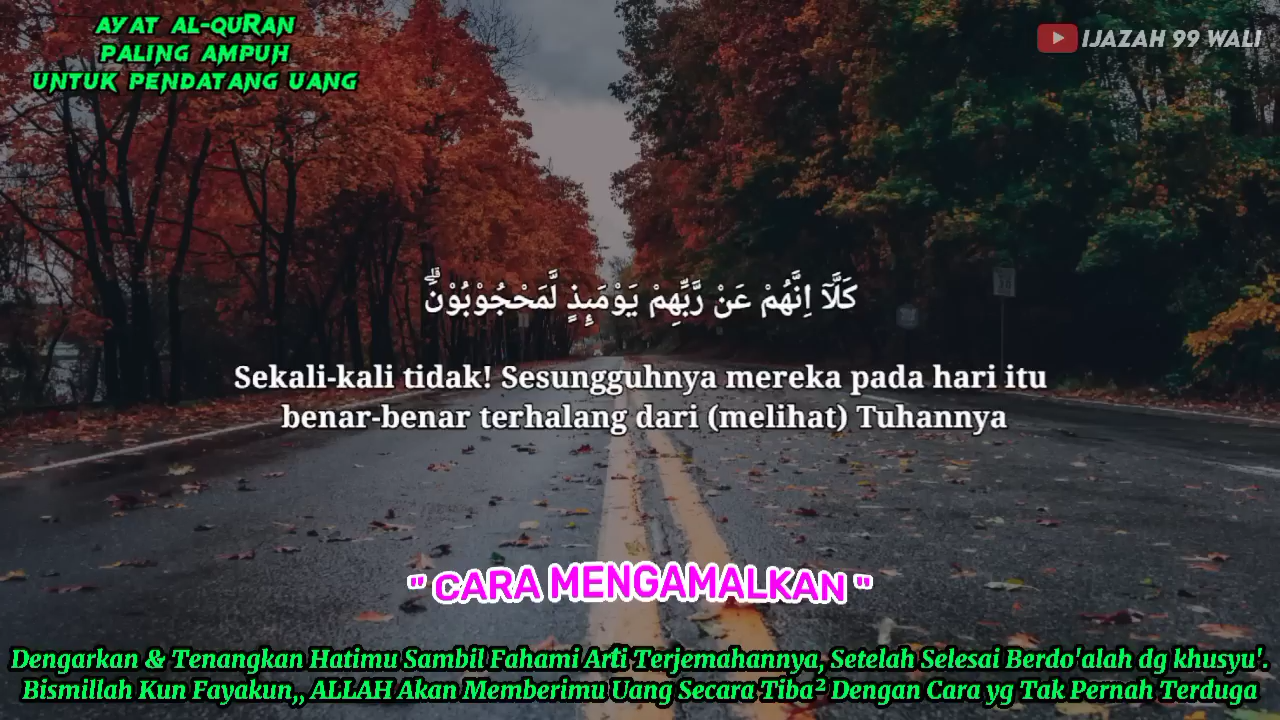 AYAT AL-QURAN
PALING AMPUH
UNTUK PENDATANG UANG
IJAZAH 99 WALI
كَلَّآ اِنَّهُمْ عَنْ رَّبِّهِمْ يَوْمَىِٕذٍ لَّمَحْجُوْبُوْنَۗ
Sekali-kali tidak! Sesungguhnya mereka pada hari itu
benar-benar terhalang dari (melihat) Tuhannya
" CARA MENGAMALKAN "
Dengarkan & Tenangkan Hatimu Sambil Fahami Arti Terjemahannya, Setelah Selesai Berdo'alah dg khusyu'.
Bismillah Kun Fayakun,, ALLAH Akan Memberimu Uang Secara Tiba² Dengan Cara yg Tak Pernah Terduga